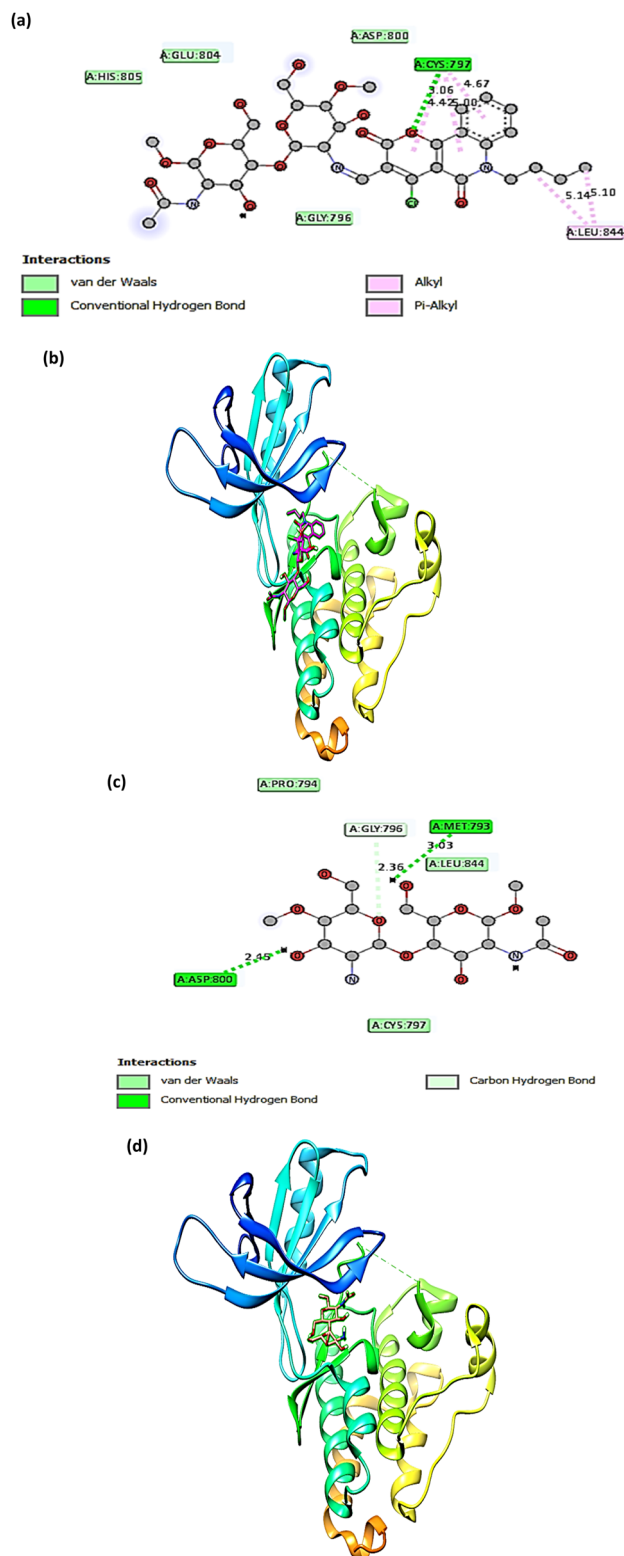 (a)
A:ASP:800
A:GLU:804
A:CYS:797
A:HIS:805
4.67
3.06
4.42
5.00
O
O
O
O
O
O
O
O
O
N
N
O
N
O
Cl
O
A:GLY:796
5.14
5.10
A:LEU:844
Interactions
van der Waals
Alkyl
Conventional Hydrogen Bond
Pi-Alkyl
(b)
A:PRO:794
(c)
A:GLY:796
A:MET:793
3.03
2.36
A:LEU:844
O
O
O
O
O
O
2.45
O
O
N
O
A:ASP:800
N
O
A:CYS:797
Interactions
van der Waals
Carbon Hydrogen Bond
Conventional Hydrogen Bond
(d)